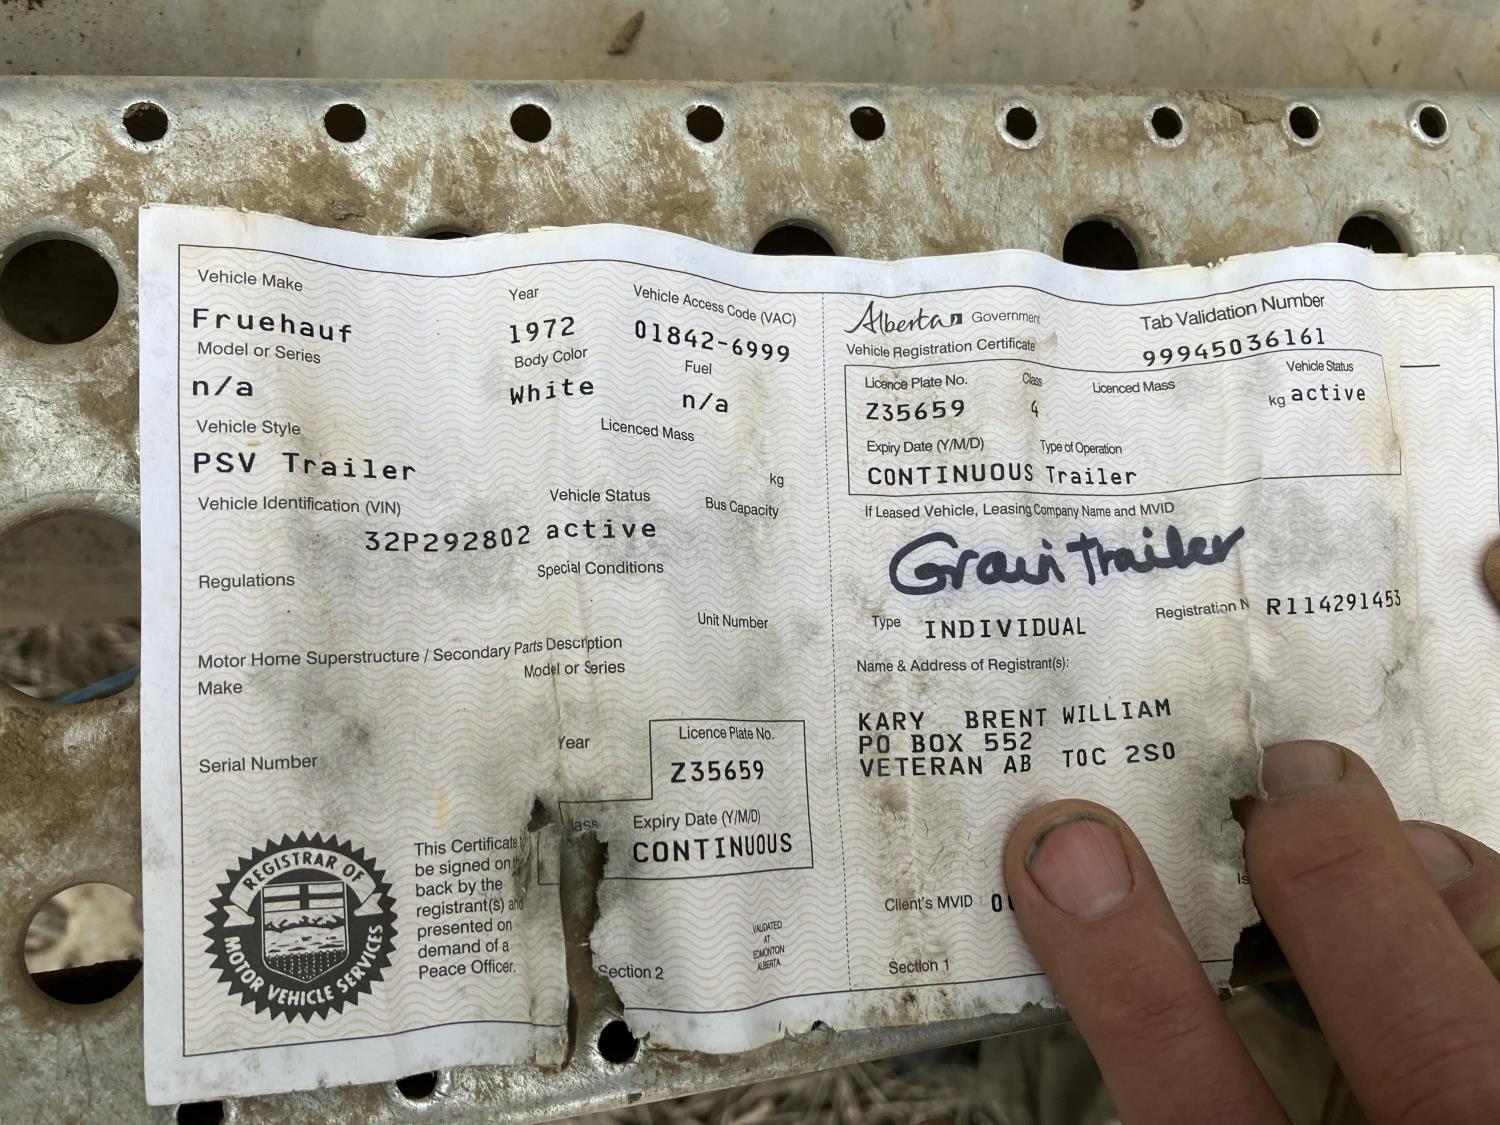 Vehicle Make
Year
Vehicle Access Code (VAC)
Fruehauf
1972
01842-6999
Model or Series
Body Color
Fuel
n/a
White
n/a
Vehicle Style
Licenced Mass
PSV Trailer
kg
Vehicle Identification (VIN)
Vehicle Status
Bus Capacity
32P292802
active
Regulations
Special Conditions
Unit Number
Motor Home Superstructure / Secondary Parts Description
Make
Model or Series
Year
Serial Number
Licence Plate No.
Z35659
Expiry Date (Y/M/D)
CONTINUOUS
REGISTRAR OF
MOTOR VEHICLE SERVICES
This Certificate
be signed on
back by the
registrant(s) and
presented on
demand of a
Peace Officer.
VALIDATED
AT
EDMONTON
ALBERTA
Section 2
Alberta Government
Tab Validation Number
Vehicle Registration Certificate
99945036161
Licence Plate No.
Class
Licenced Mass
Vehicle Status
Z35659
4
kg
active
Expiry Date (Y/M/D)
Type of Operation
CONTINUOUS
Trailer
If Leased Vehicle, Leasing Company Name and MVID
Grain Trailer
Type
INDIVIDUAL
Registration N
R114291453
Name & Address of Registrant(s):
KARY BRENT WILLIAM
PO BOX 552
VETERAN AB T0C 2S0
Client's MVID
Section 1